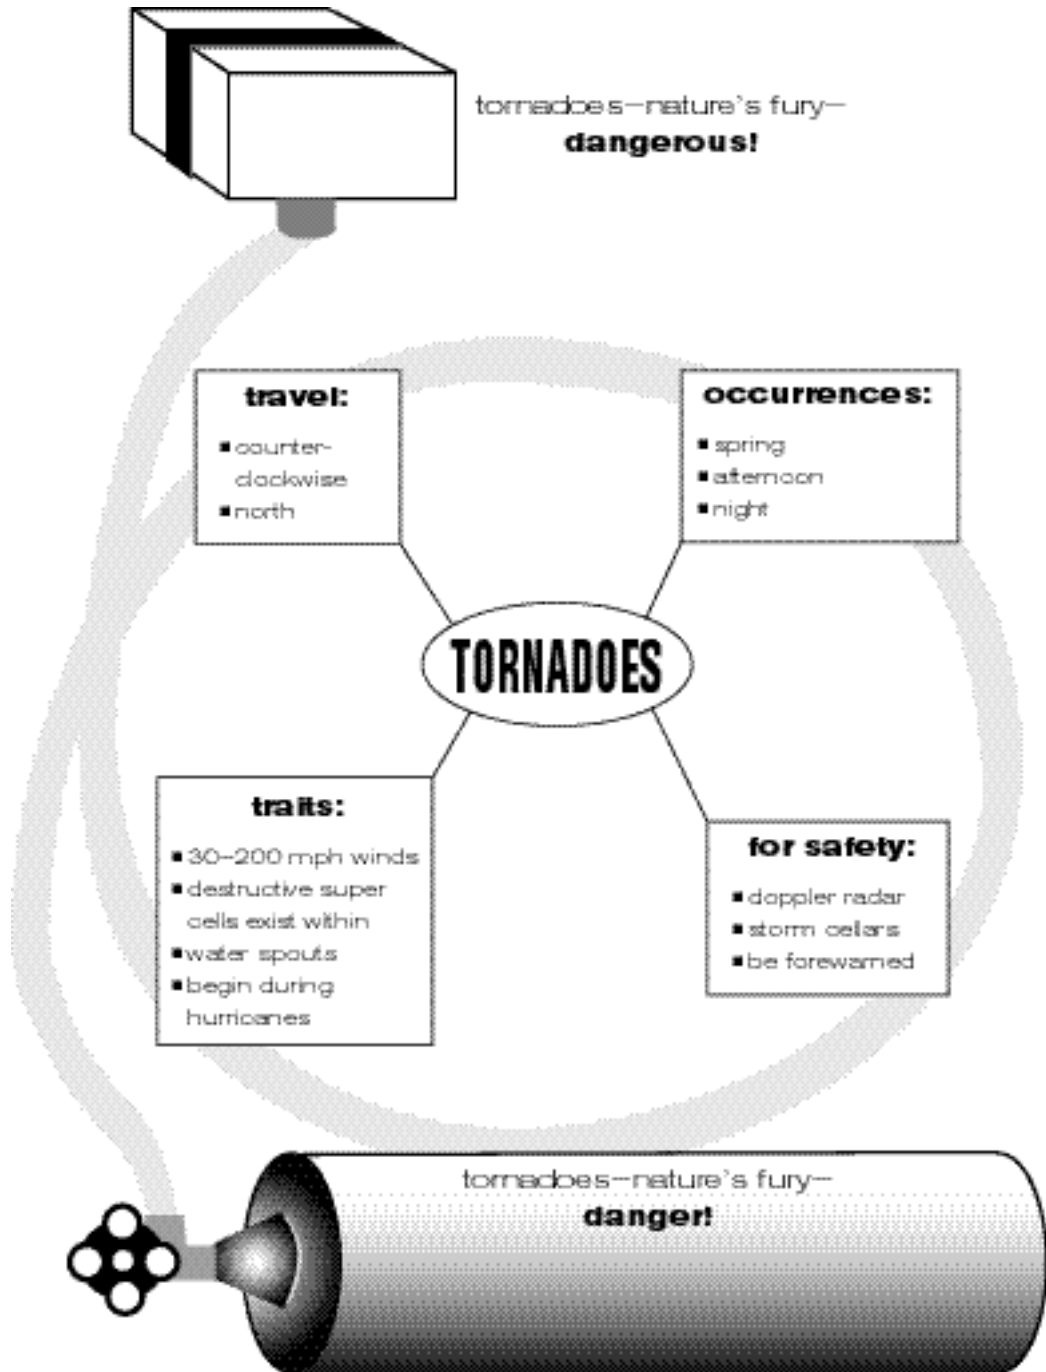 tornadoes—nature's fury—
dangerous!
travel:
■ counter-
clockwise
■ north
occurrences:
■ spring
■ afternoon
■ night
TORNADOES
traits:
■ 30–200 mph winds
■ destructive super
cells exist within
■ water spouts
■ begin during
hurricanes
for safety:
■ doppler radar
■ storm cellars
■ be forewarned
tornadoes—nature's fury—
danger!